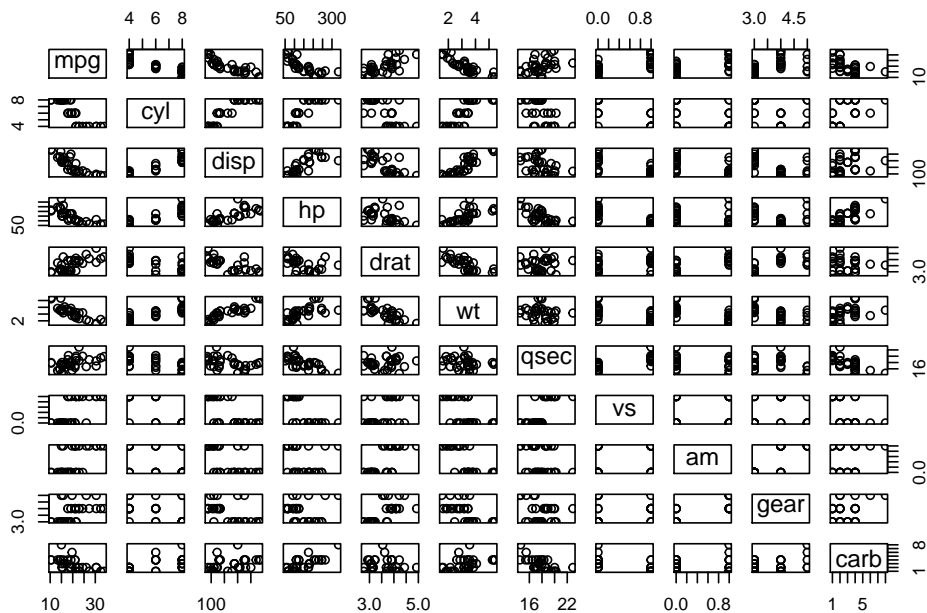 4 6 8 50 300 2 4 0.0 0.8 3.0 4.5
mpg 10
4 8 cyl
disp 100
50 hp
drat 3.0
2 wt
qsec 16
0.0 vs
am 0.0
3.0 gear
carb 1 8
10 30 100 3.0 5.0 16 22 0.0 0.8 1 5